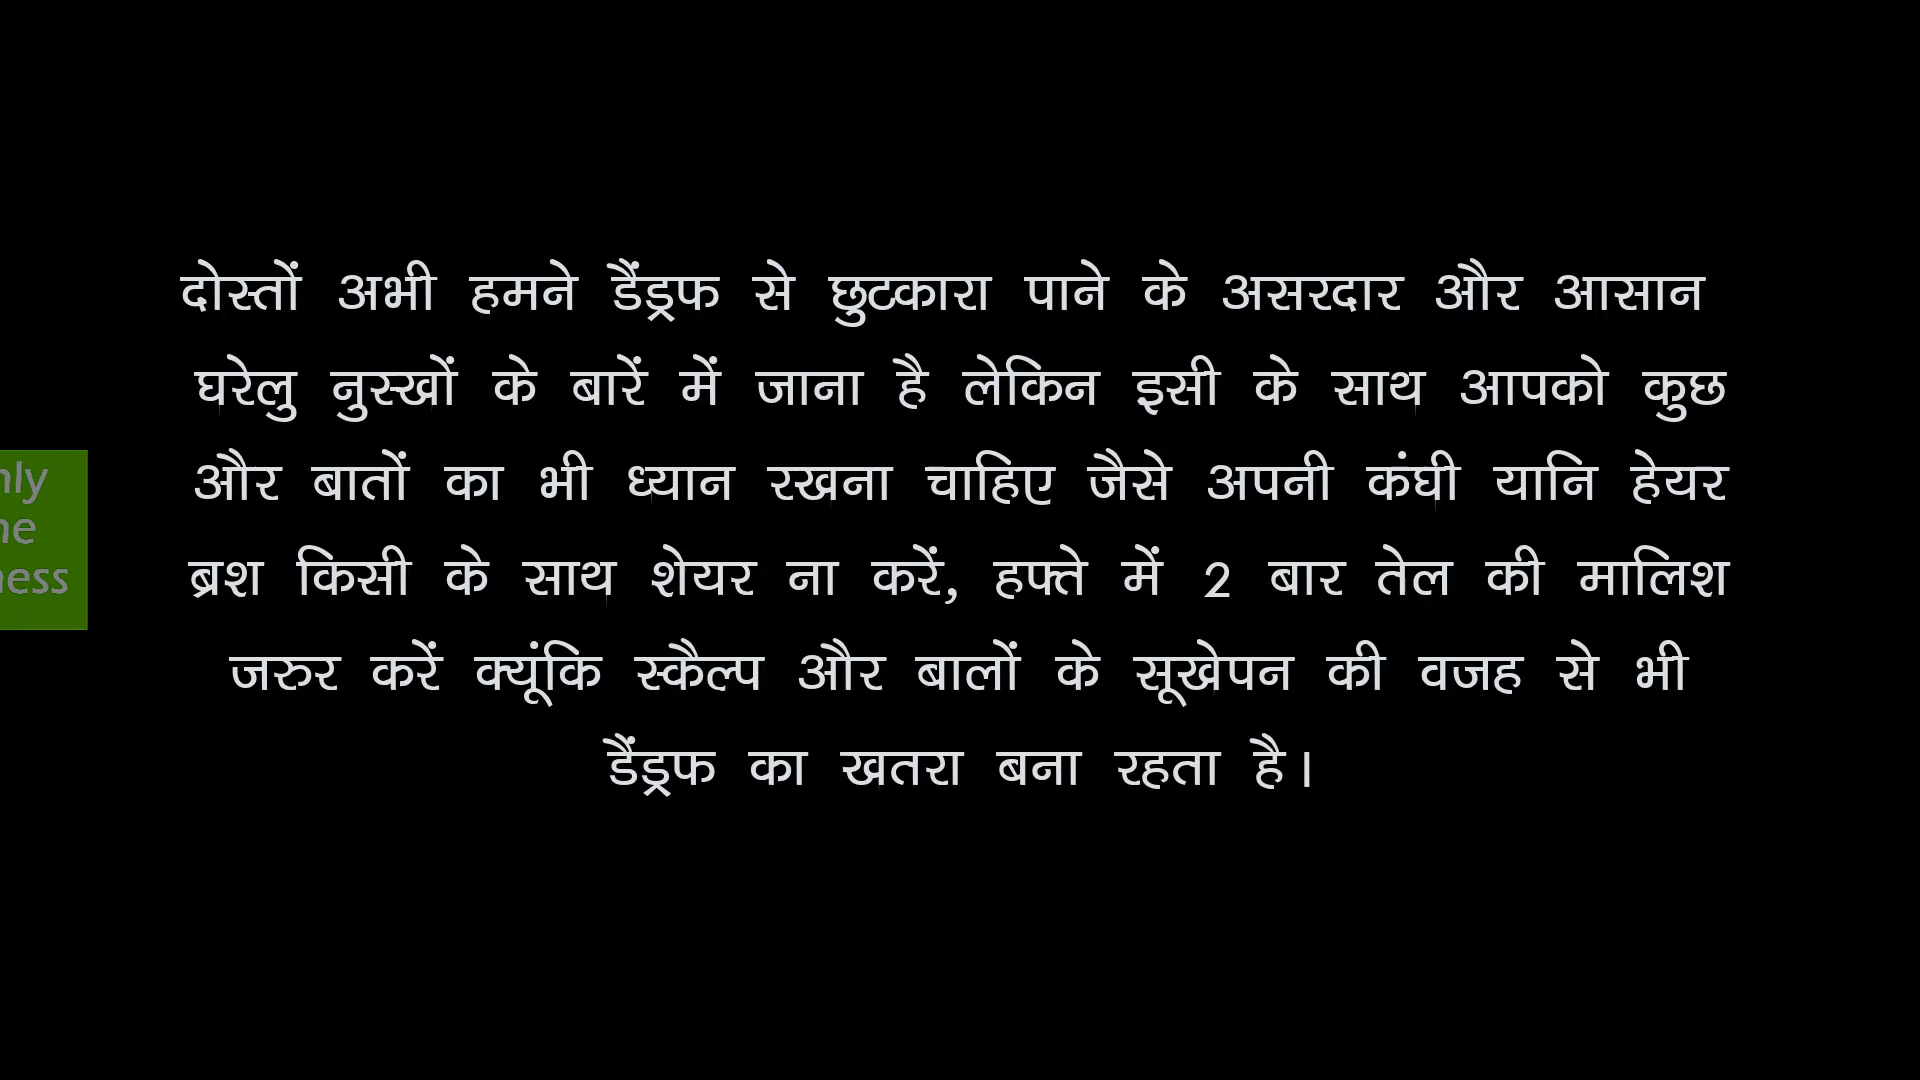 दोस्तों अभी हमने डैंड्रफ से छुटकारा पाने के असरदार और आसान
घरेलु नुस्खों के बारें में जाना है लेकिन इसी के साथ आपको कुछ
और बातों का भी ध्यान रखना चाहिए जैसे अपनी कंघी यानि हेयर
ब्रश किसी के साथ शेयर ना करें, हफ्ते में 2 बार तेल की मालिश
जरुर करें क्यूंकि स्कैल्प और बालों के सूखेपन की वजह से भी
डैंड्रफ का खतरा बना रहता है।